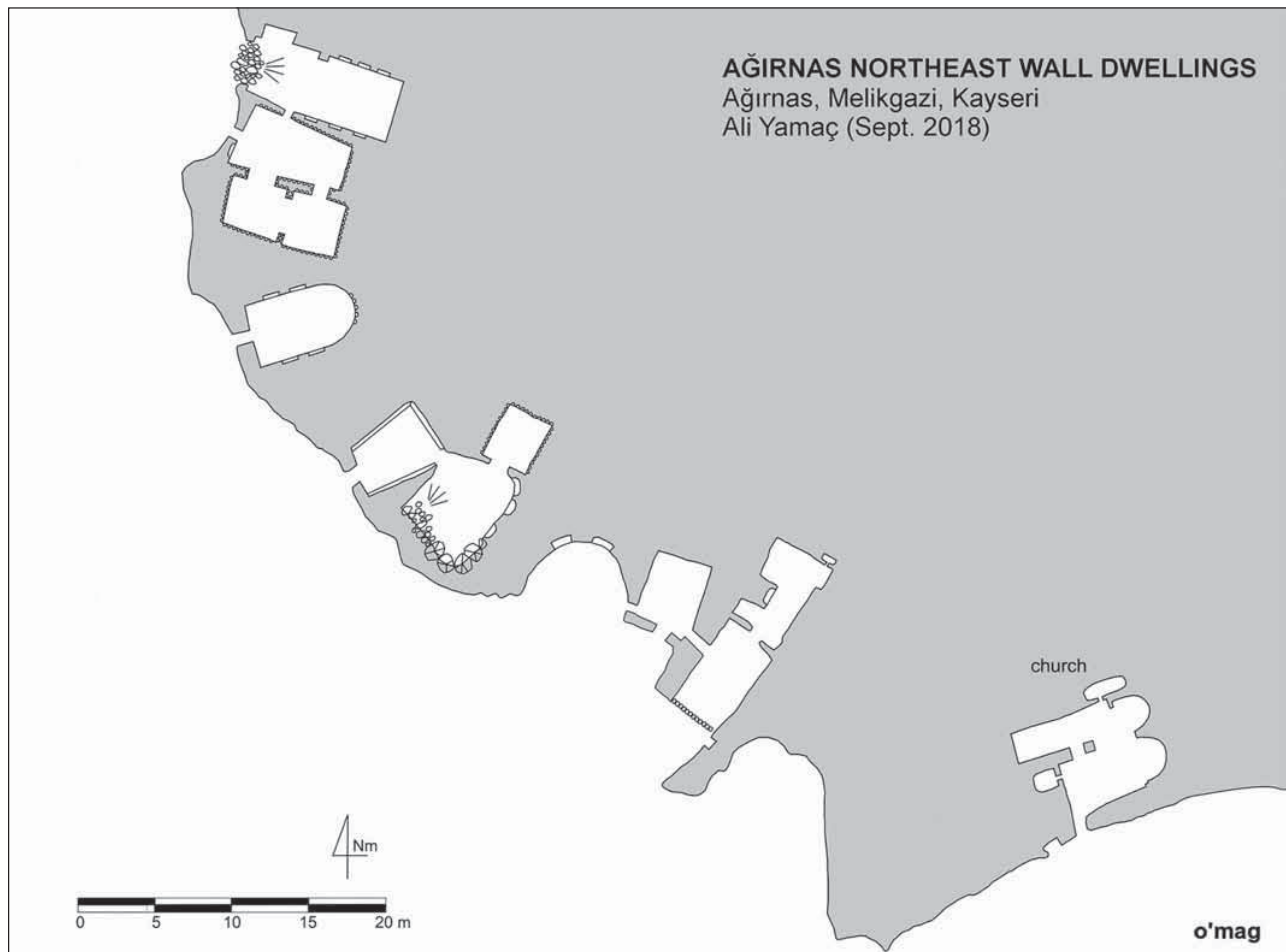 AĞIRNAS NORTHEAST WALL DWELLINGS
Ağırnas, Melikgazi, Kayseri
Ali Yamaç (Sept. 2018)
church
Nm
0 5 10 15 20 m
o'mag